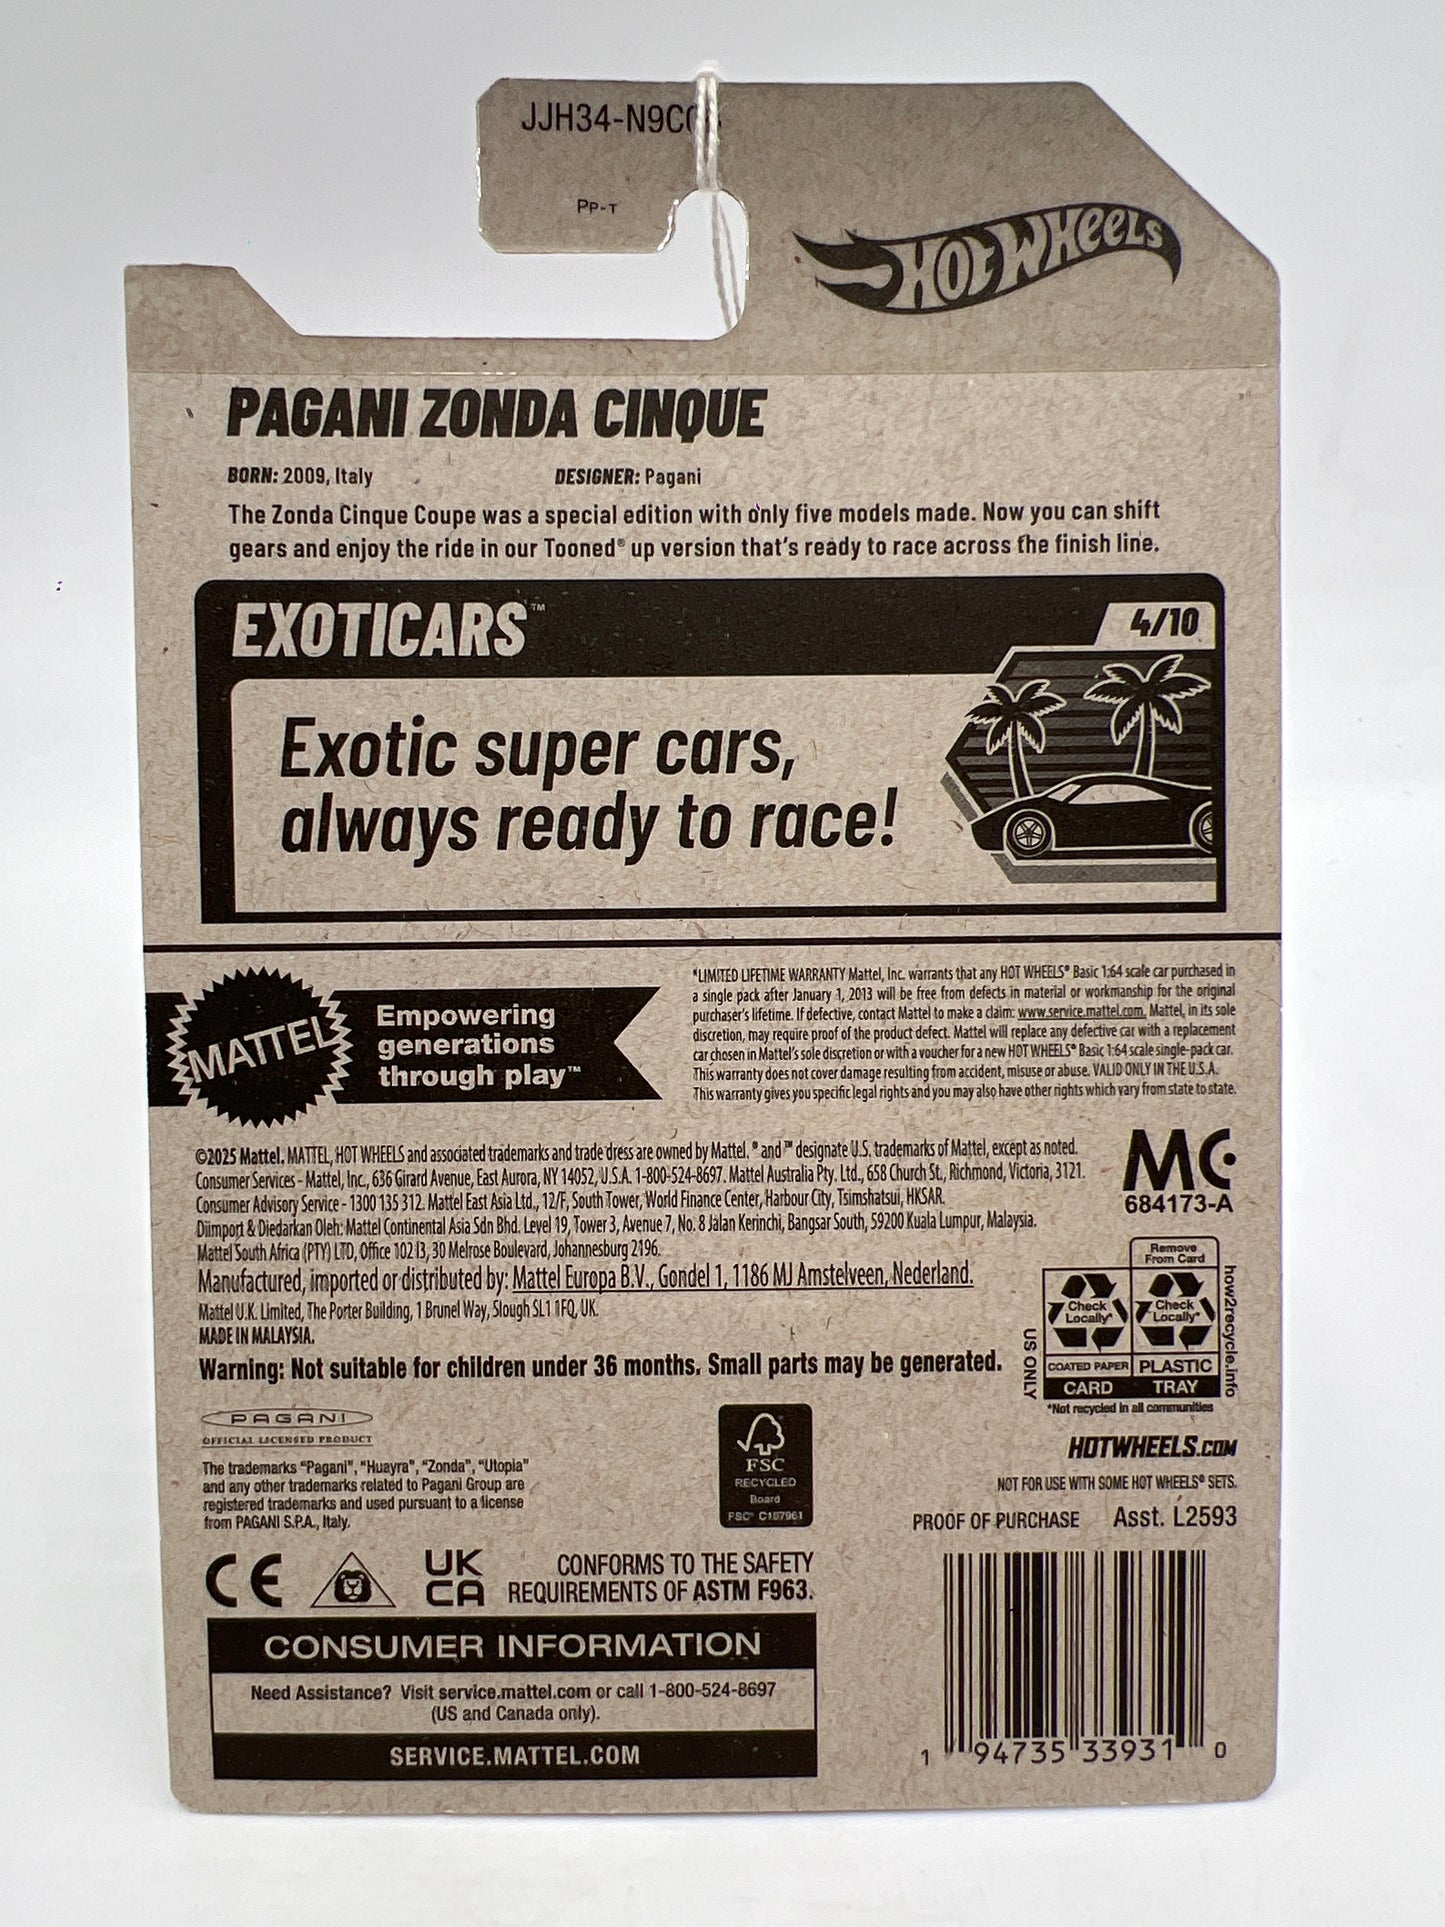 JJH34-N9C0
PP-T
HOT WHEELS
PAGANI ZONDA CINQUE
BORN: 2009, Italy DESIGNER: Pagani
The Zonda Cinque Coupe was a special edition with only five models made. Now you can shift
gears and enjoy the ride in our Tooned® up version that's ready to race across the finish line.
EXOTICARS™
4/10
Exotic super cars,
always ready to race!
MATTEL
Empowering
generations
through play™
*LIMITED LIFETIME WARRANTY Mattel, Inc. warrants that any HOT WHEELS® Basic 1:64 scale car purchased in
a single pack after January 1, 2013 will be free from defects in material or workmanship for the original
purchaser's lifetime. If defective, contact Mattel to make a claim: www.service.mattel.com. Mattel, in its sole
discretion, may require proof of the product defect. Mattel will replace any defective car with a replacement
car chosen in Mattel's sole discretion or with a voucher for a new HOT WHEELS® Basic 1:64 scale single-pack car.
This warranty does not cover damage resulting from accident, misuse or abuse. VALID ONLY IN THE U.S.A.
This warranty gives you specific legal rights and you may also have other rights which vary from state to state.
©2025 Mattel. MATTEL, HOT WHEELS and associated trademarks and trade dress are owned by Mattel. ® and ™ designate U.S. trademarks of Mattel, except as noted.
Consumer Services - Mattel, Inc., 636 Girard Avenue, East Aurora, NY 14052, U.S.A. 1-800-524-8697. Mattel Australia Pty. Ltd., 658 Church St., Richmond, Victoria, 3121.
Consumer Advisory Service - 1300 135 312. Mattel East Asia Ltd., 12/F, South Tower, World Finance Center, Harbour City, Tsimshatsui, HKSAR.
Diimport & Diedarkan Oleh: Mattel Continental Asia Sdn Bhd. Level 19, Tower 3, Avenue 7, No. 8 Jalan Kerinchi, Bangsar South, 59200 Kuala Lumpur, Malaysia.
Mattel South Africa (PTY) LTD, Office 102 I3, 30 Melrose Boulevard, Johannesburg 2196.
Manufactured, imported or distributed by: Mattel Europa B.V., Gondel 1, 1186 MJ Amstelveen, Nederland.
Mattel U.K. Limited, The Porter Building, 1 Brunel Way, Slough SL1 1FQ, UK.
MADE IN MALAYSIA.
Warning: Not suitable for children under 36 months. Small parts may be generated.
MC
684173-A
Remove
From Card
Check
Locally*
Check
Locally*
COATED PAPER PLASTIC
CARD TRAY
US ONLY
how2recycle.info
*Not recycled in all communities
PAGANI
OFFICIAL LICENSED PRODUCT
The trademarks "Pagani", "Huayra", "Zonda", "Utopia"
and any other trademarks related to Pagani Group are
registered trademarks and used pursuant to a license
from PAGANI S.P.A., Italy.
FSC
RECYCLED
Board
FSC® C107961
HOTWHEELS.COM
NOT FOR USE WITH SOME HOT WHEELS® SETS.
PROOF OF PURCHASE Asst. L2593
CE
UK
CA
CONFORMS TO THE SAFETY
REQUIREMENTS OF ASTM F963.
CONSUMER INFORMATION
Need Assistance? Visit service.mattel.com or call 1-800-524-8697
(US and Canada only).
SERVICE.MATTEL.COM
1 94735 33931 0